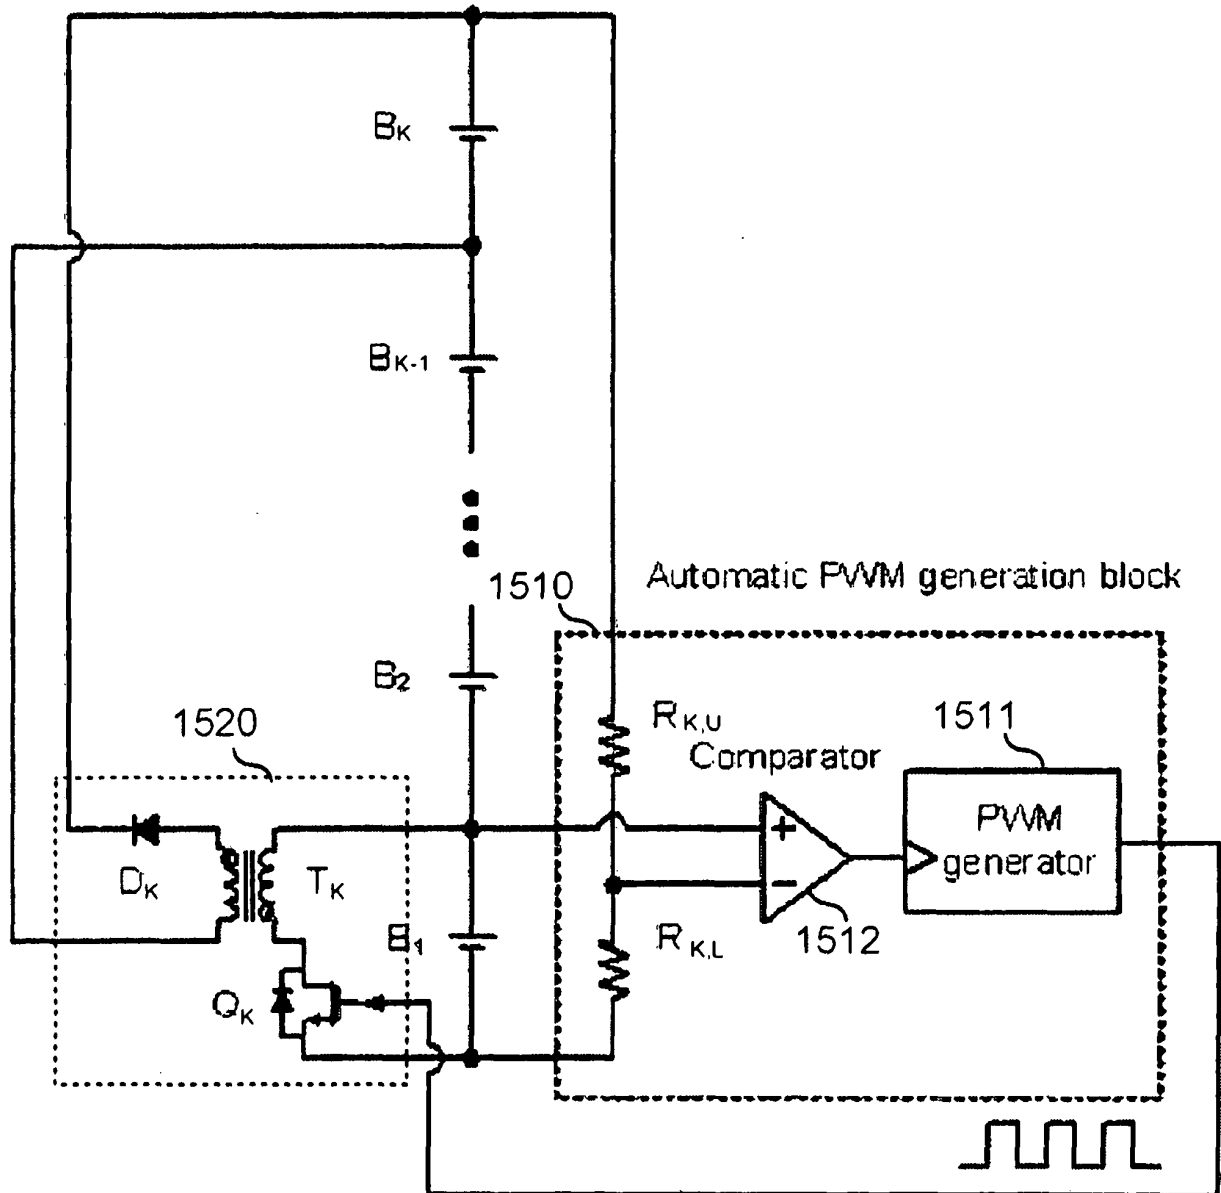 B_K
B_K-1
1510
Automatic PWM generation block
B_2
1520
R_K,U
1511
Comparator
+
PWM
generator
−
D_K
T_K
B_1
R_K,L
1512
Q_K